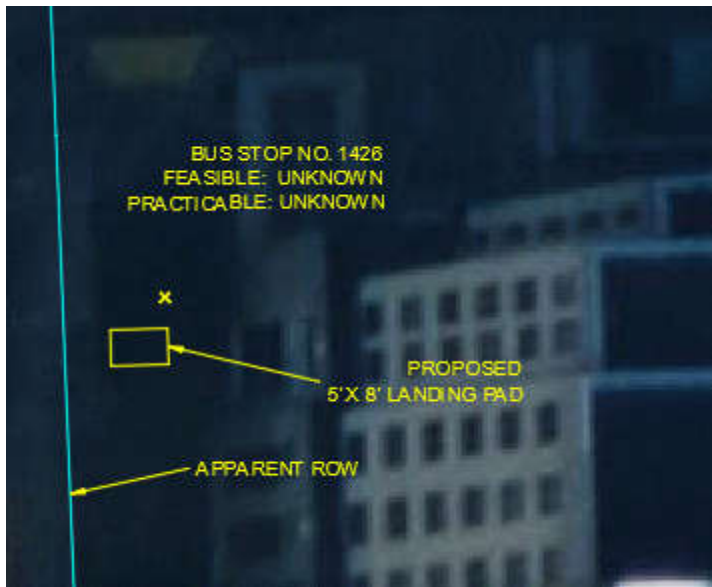 BUS STOP NO. 1426
FEASIBLE: UNKNOWN
PRACTICABLE: UNKNOWN
PROPOSED
5'X 8' LANDING PAD
APPARENT ROW